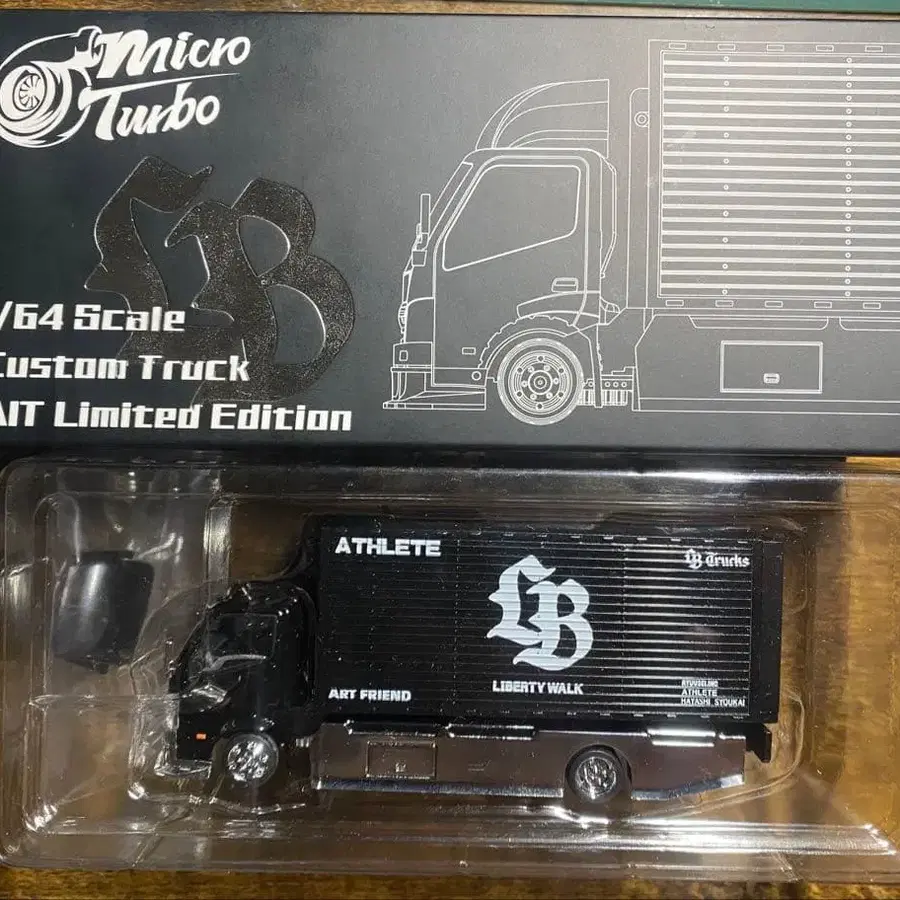 Micro
Turbo
LB
/64 Scale
Custom Truck
AIT Limited Edition
ATHLETE
LB Trucks
LB
LIBERTY WALK
ART FRIEND
ATHLETE
HAYASHI SYOUKAI